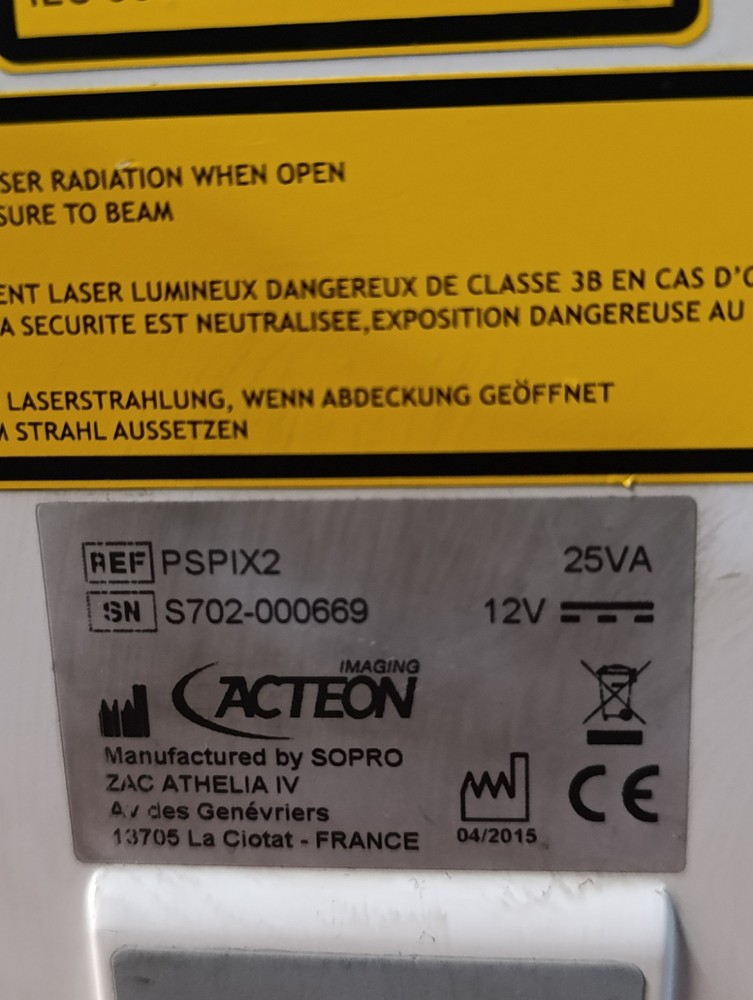 SER RADIATION WHEN OPEN
SURE TO BEAM
ENT LASER LUMINEUX DANGEREUX DE CLASSE 3B EN CAS D'O
A SECURITE EST NEUTRALISEE,EXPOSITION DANGEREUSE AU
LASERSTRAHLUNG, WENN ABDECKUNG GEÖFFNET
M STRAHL AUSSETZEN
REF PSPIX2 25VA
SN S702-000669 12V
IMAGING
ACTEON
Manufactured by SOPRO
ZAC ATHELIA IV
Av des Genévriers
13705 La Ciotat - FRANCE
04/2015
CE